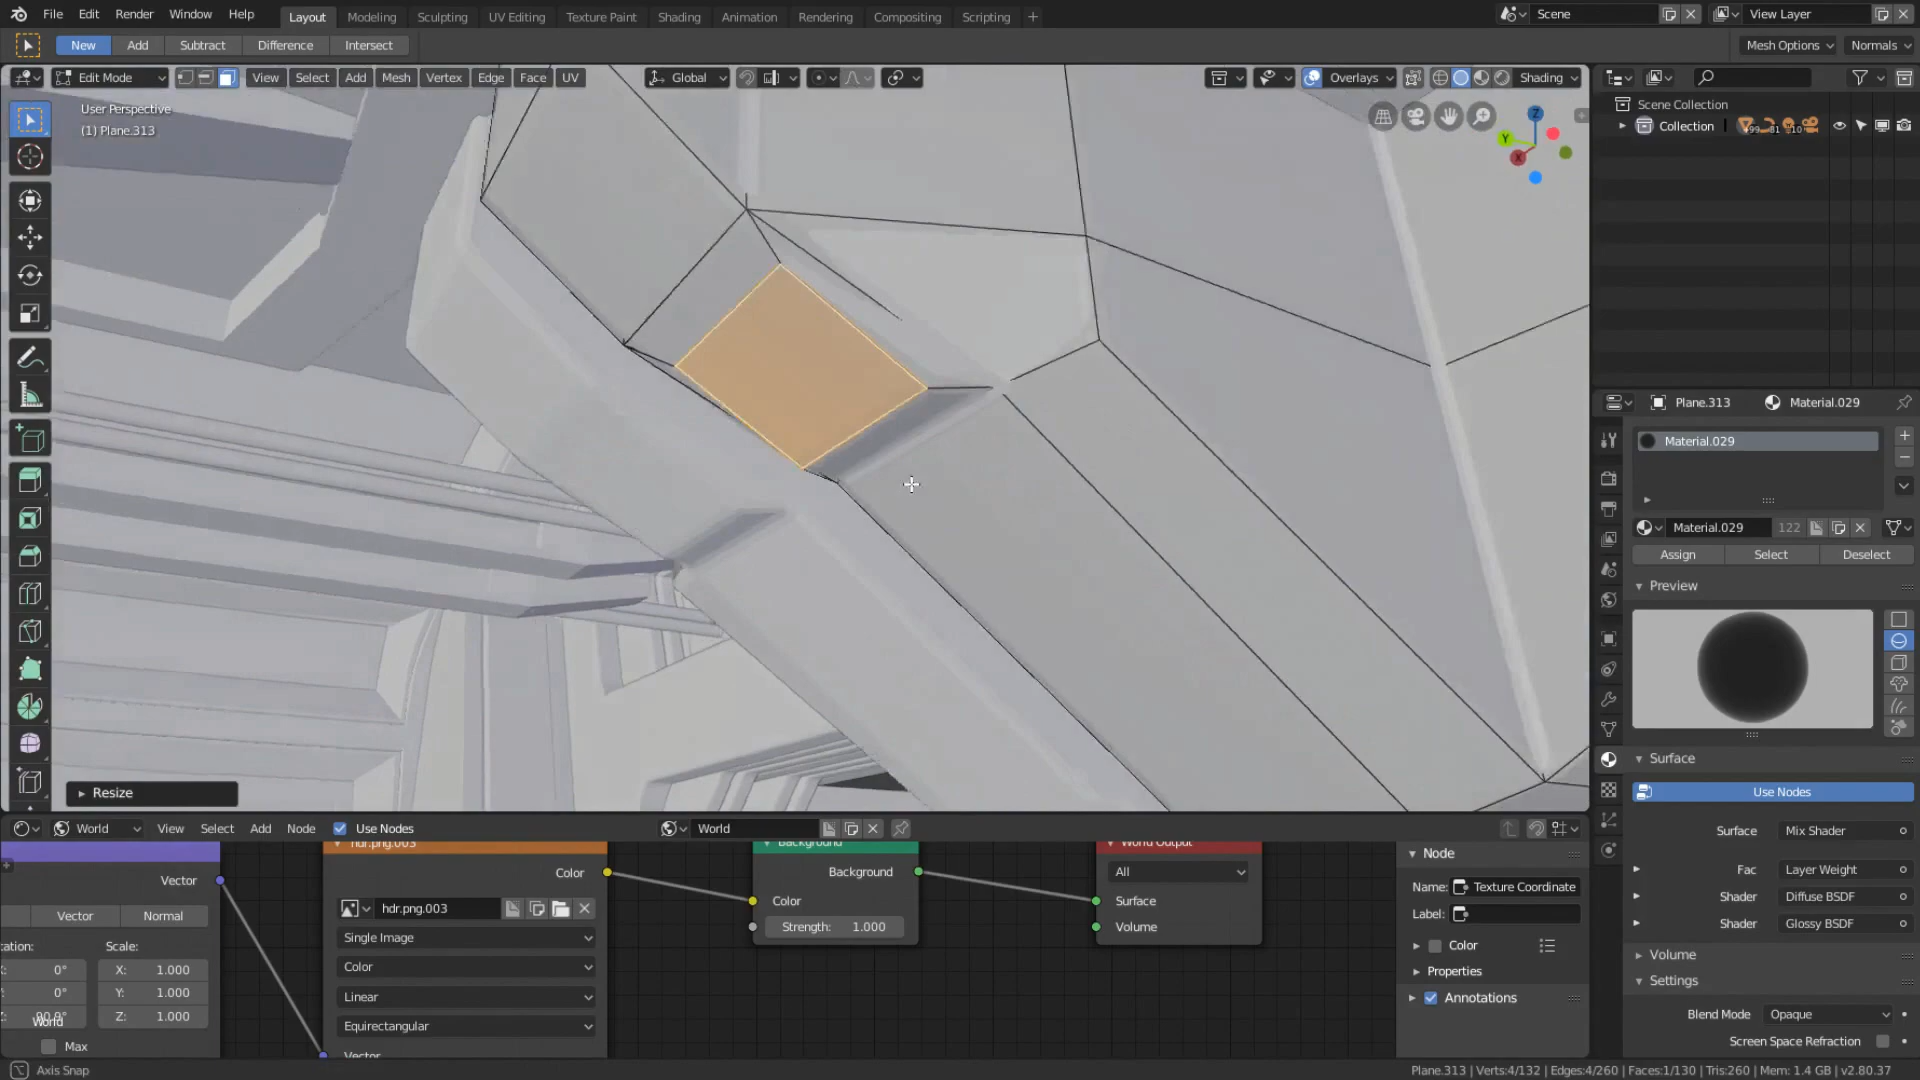 File Edit Render Window Help Layout Modeling Sculpting UV Editing Texture Paint Shading Animation Rendering Compositing Scripting + Scene View Layer
New Add Subtract Difference Intersect Mesh Options Normals
Edit Mode View Select Add Mesh Vertex Edge Face UV Global Overlays Shading
User Perspective
(1) Plane.313
Z
Y
X
Scene Collection
Collection
Plane.313 Material.029
Material.029
Material.029 122
Assign Select Deselect
Preview
Surface
Use Nodes
Surface Mix Shader
Fac Layer Weight
Shader Diffuse BSDF
Shader Glossy BSDF
Volume
Settings
Blend Mode Opaque
Screen Space Refraction
Resize
World View Select Add Node Use Nodes World
Vector
Vector Normal
Scale:
0° X: 1.000
0° Y: 1.000
90.0° Z: 1.000
World
Max
hdr.png.003
Color
hdr.png.003
Single Image
Color
Linear
Equirectangular
Vector
Background
Background
Color
Strength: 1.000
World Output
All
Surface
Volume
Node
Name: Texture Coordinate
Label:
Color
Properties
Annotations
Axis Snap
Plane.313 | Verts:4/132 | Edges:4/260 | Faces:1/130 | Tris:260 | Mem: 1.4 GB | v2.80.37